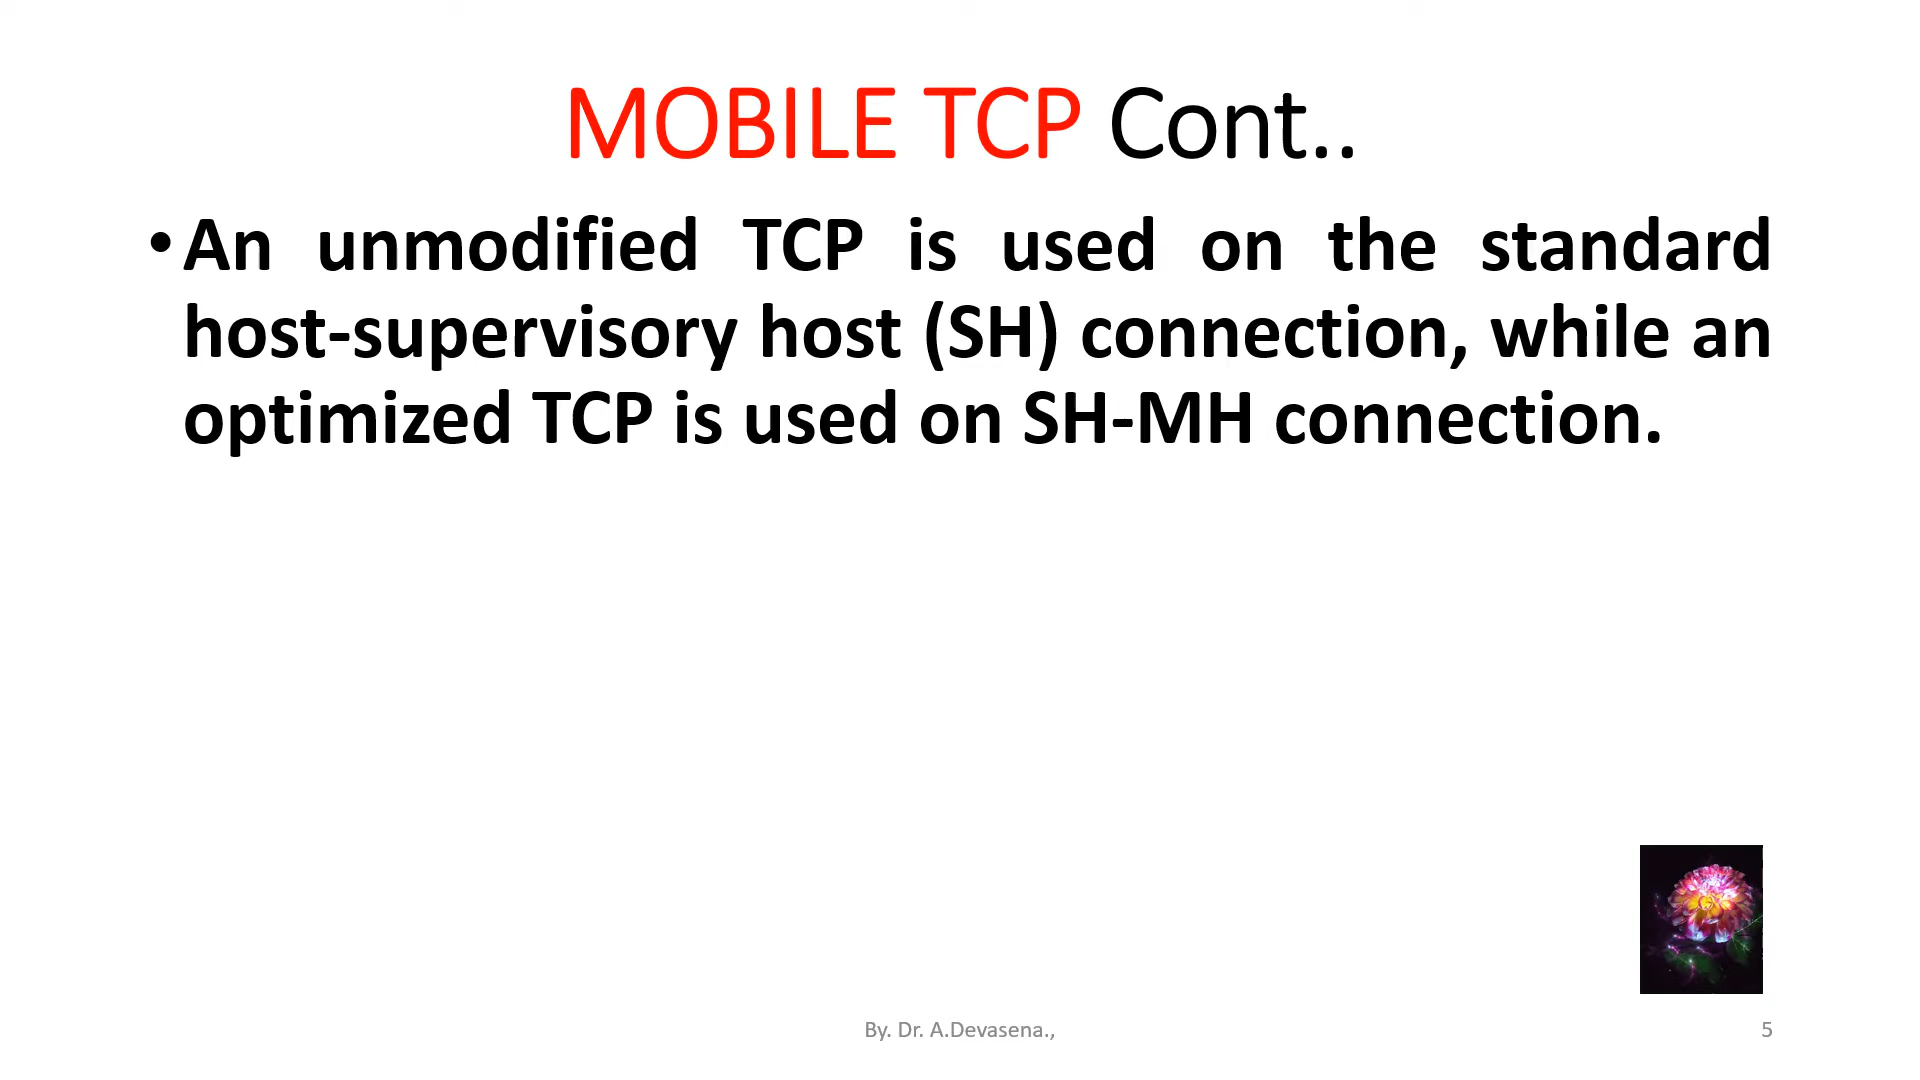 MOBILE TCP Cont..
•An unmodified TCP is used on the standard
host-supervisory host (SH) connection, while an
optimized TCP is used on SH-MH connection.
By. Dr. A.Devasena.,
5